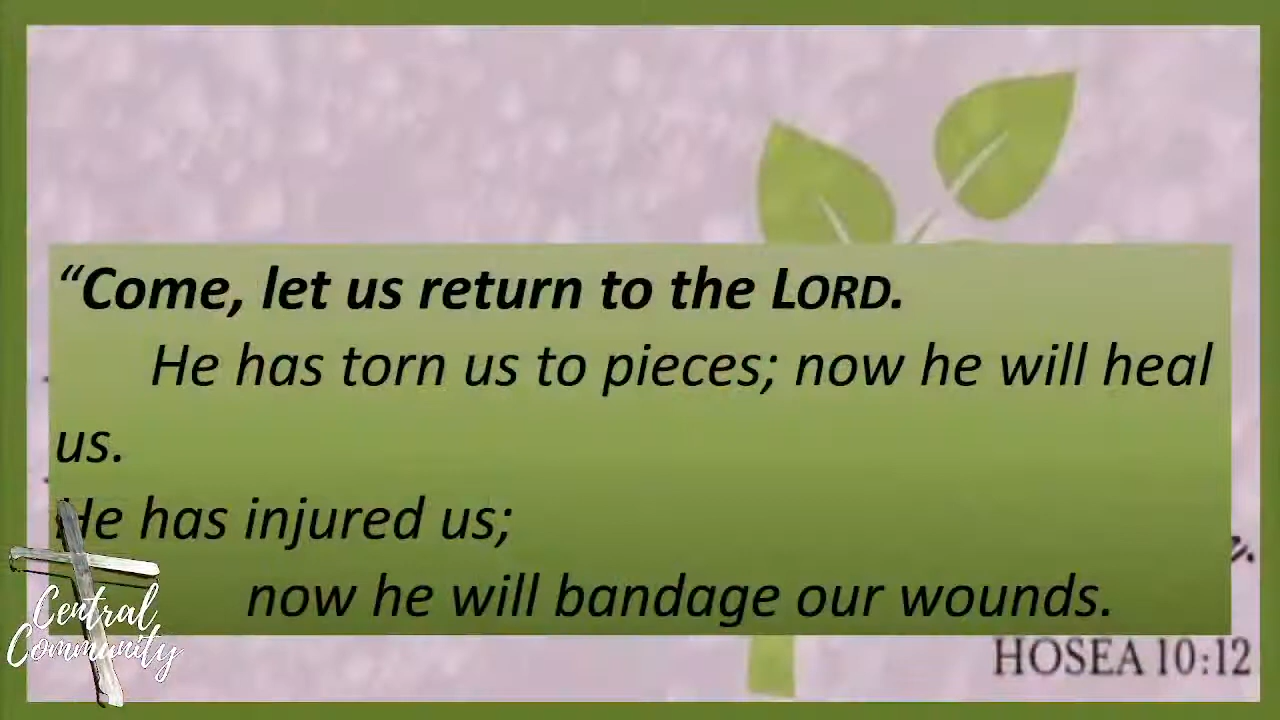 “Come, let us return to the LORD.
He has torn us to pieces; now he will heal
us.
He has injured us;
now he will bandage our wounds.
Central
Community
HOSEA 10:12